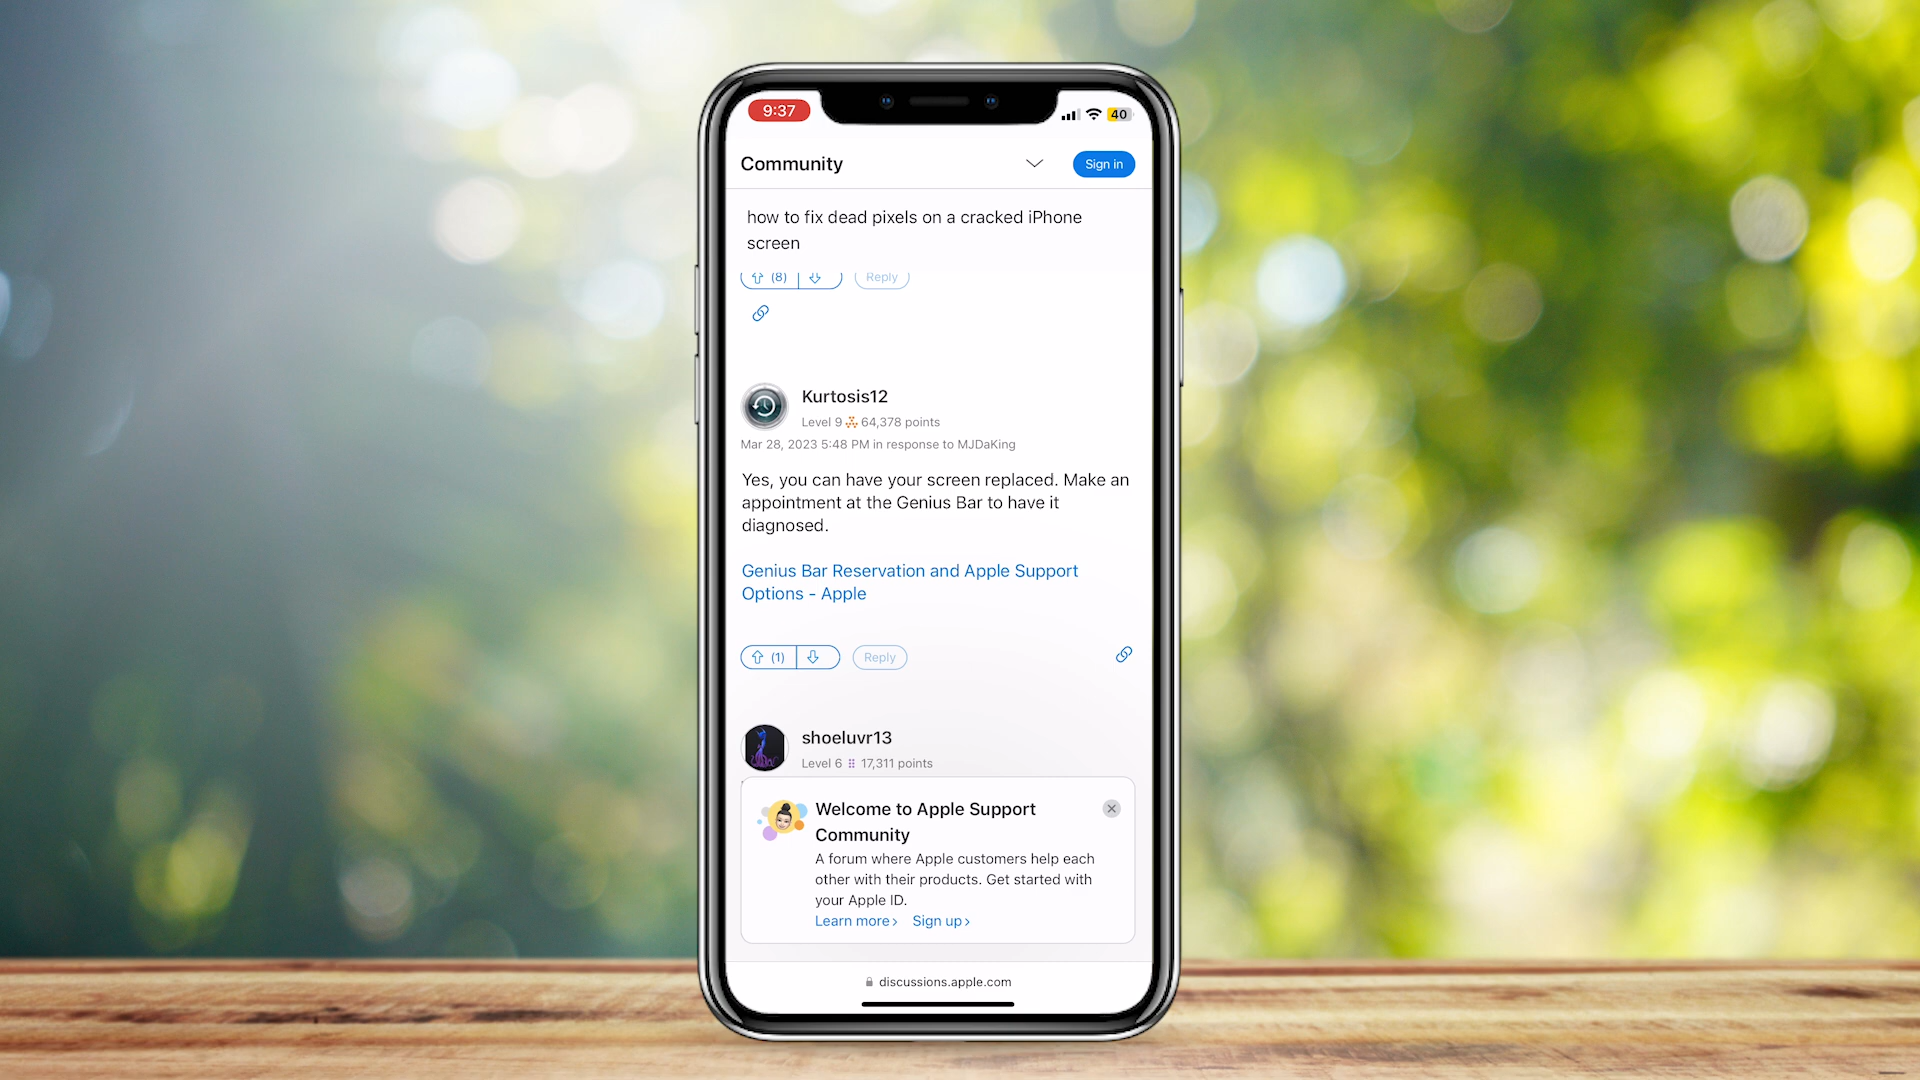 9:37
40
Community
Sign in
how to fix dead pixels on a cracked iPhone
screen
(8)
Reply
Kurtosis12
Level 9 64,378 points
Mar 28, 2023 5:48 PM in response to MJDaKing
Yes, you can have your screen replaced. Make an
appointment at the Genius Bar to have it
diagnosed.
Genius Bar Reservation and Apple Support
Options - Apple
(1)
Reply
shoeluvr13
Level 6 17,311 points
Welcome to Apple Support
Community
A forum where Apple customers help each
other with their products. Get started with
your Apple ID.
Learn more › Sign up ›
discussions.apple.com